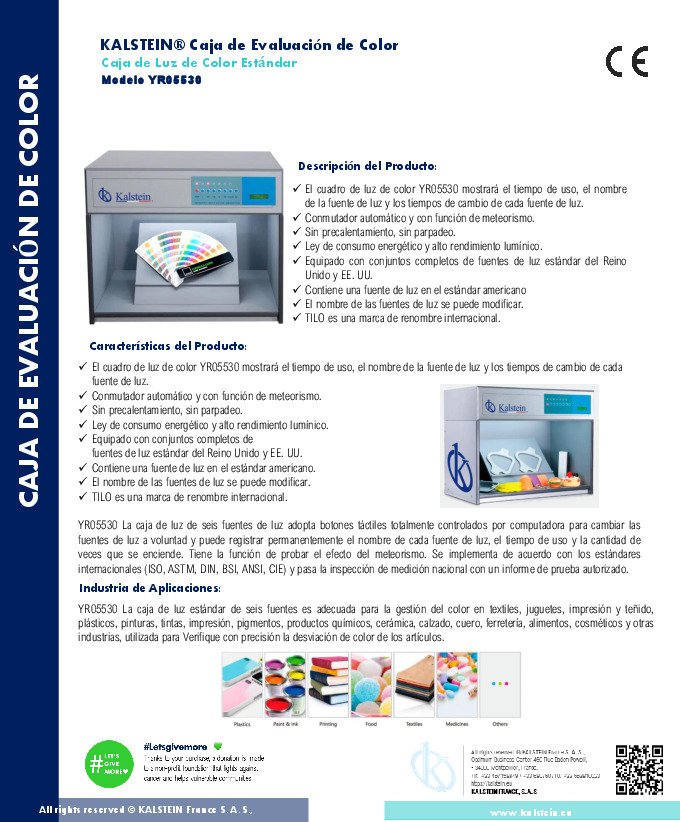 CAJA DE EVALUACIÓN DE COLOR
KALSTEIN® Caja de Evaluación de Color
Caja de Luz de Color Estándar
Modelo YR05530
CE
Kalstein
Descripción del Producto:
✓ El cuadro de luz de color YR05530 mostrará el tiempo de uso, el nombre
de la fuente de luz y los tiempos de cambio de cada fuente de luz.
✓ Conmutador automático y con función de meteorismo.
✓ Sin precalentamiento, sin parpadeo.
✓ Ley de consumo energético y alto rendimiento lumínico.
✓ Equipado con conjuntos completos de fuentes de luz estándar del Reino
Unido y EE. UU.
✓ Contiene una fuente de luz en el estándar americano
✓ El nombre de las fuentes de luz se puede modificar.
✓ TILO es una marca de renombre internacional.
Características del Producto:
✓ El cuadro de luz de color YR05530 mostrará el tiempo de uso, el nombre de la fuente de luz y los tiempos de cambio de cada
fuente de luz.
✓ Conmutador automático y con función de meteorismo.
✓ Sin precalentamiento, sin parpadeo.
✓ Ley de consumo energético y alto rendimiento lumínico.
✓ Equipado con conjuntos completos de
fuentes de luz estándar del Reino Unido y EE. UU.
✓ Contiene una fuente de luz en el estándar americano.
✓ El nombre de las fuentes de luz se puede modificar.
✓ TILO es una marca de renombre internacional.
Kalstein
YR05530 La caja de luz de seis fuentes de luz adopta botones táctiles totalmente controlados por computadora para cambiar las
fuentes de luz a voluntad y puede registrar permanentemente el nombre de cada fuente de luz, el tiempo de uso y la cantidad de
veces que se enciende. Tiene la función de probar el efecto del meteorismo. Se implementa de acuerdo con los estándares
internacionales (ISO, ASTM, DIN, BSI, ANSI, CIE) y pasa la inspección de medición nacional con un informe de prueba autorizado.
Industria de Aplicaciones:
YR05530 La caja de luz estándar de seis fuentes es adecuada para la gestión del color en textiles, juguetes, impresión y teñido,
plásticos, pinturas, tintas, impresión, pigmentos, productos químicos, cerámica, calzado, cuero, ferretería, alimentos, cosméticos y otras
industrias, utilizada para Verifique con precisión la desviación de color de los artículos.
Plastics Paint & Ink Printing Food Textiles Medicines Others
#LET'S
GIVE
MORE
#Letsgivemore
Thanks to your purchase, a donation is made
to a non-profit foundation that fights against
cancer and helps vulnerable communities
All rights reserved ® KALSTEIN France S. A. S.,
Optimum Business Center 450 Rue Baden Powell,
34000 Montpellier, France.
https://kalstein.eu
KALSTEIN FRANCE, S.A.S
All rights reserved © KALSTEIN France S.A.S.,
www.kalstein.eu